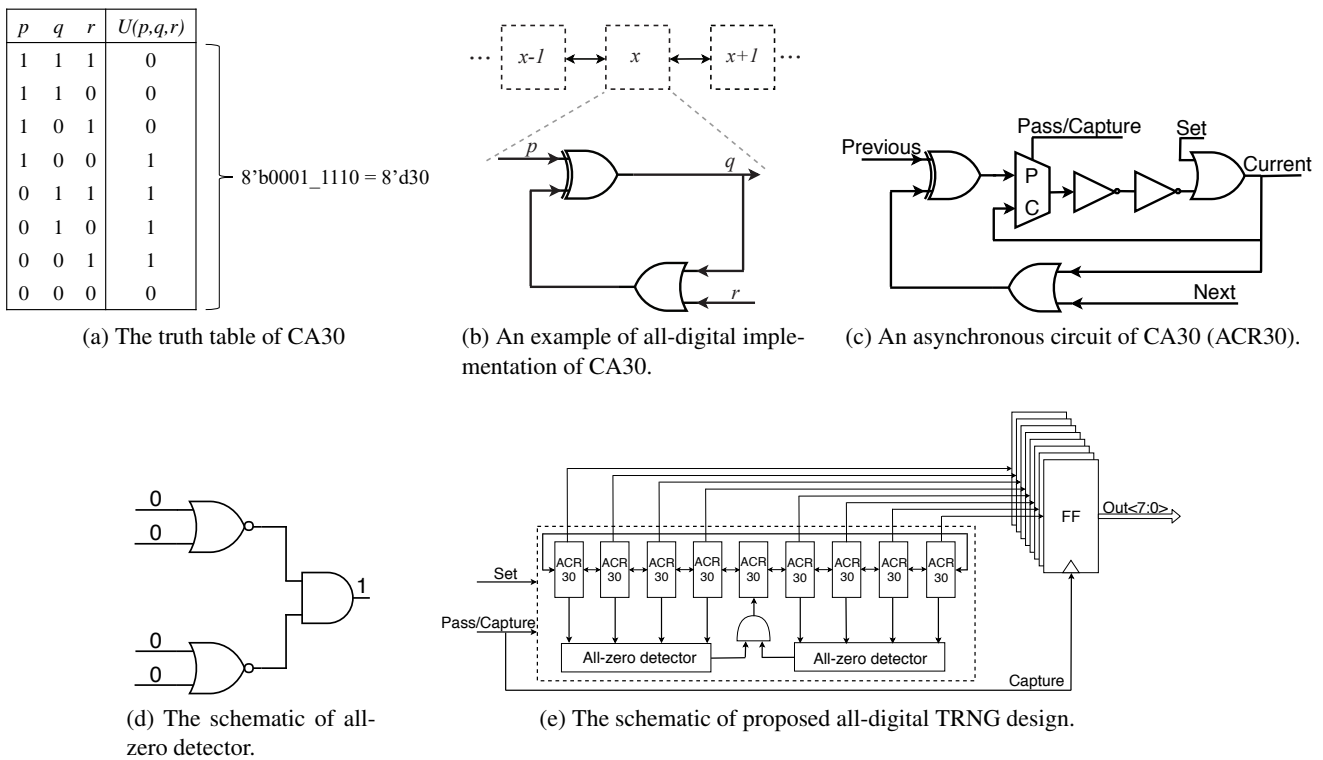 p q r U(p,q,r)
1 1 1 0
1 1 0 0
1 0 1 0
1 0 0 1
0 1 1 1
0 1 0 1
0 0 1 1
0 0 0 0
8'b0001_1110 = 8'd30
(a) The truth table of CA30
... x-1 x x+1 ...
p q
r
(b) An example of all-digital imple-
mentation of CA30.
Pass/Capture Set
Previous Current
P
C
Next
(c) An asynchronous circuit of CA30 (ACR30).
0
0
1
0
0
(d) The schematic of all-
zero detector.
FF Out<7:0>
ACR 30 ACR 30 ACR 30 ACR 30 ACR 30 ACR 30 ACR 30 ACR 30 ACR 30
Set
Pass/Capture
All-zero detector All-zero detector
Capture
(e) The schematic of proposed all-digital TRNG design.